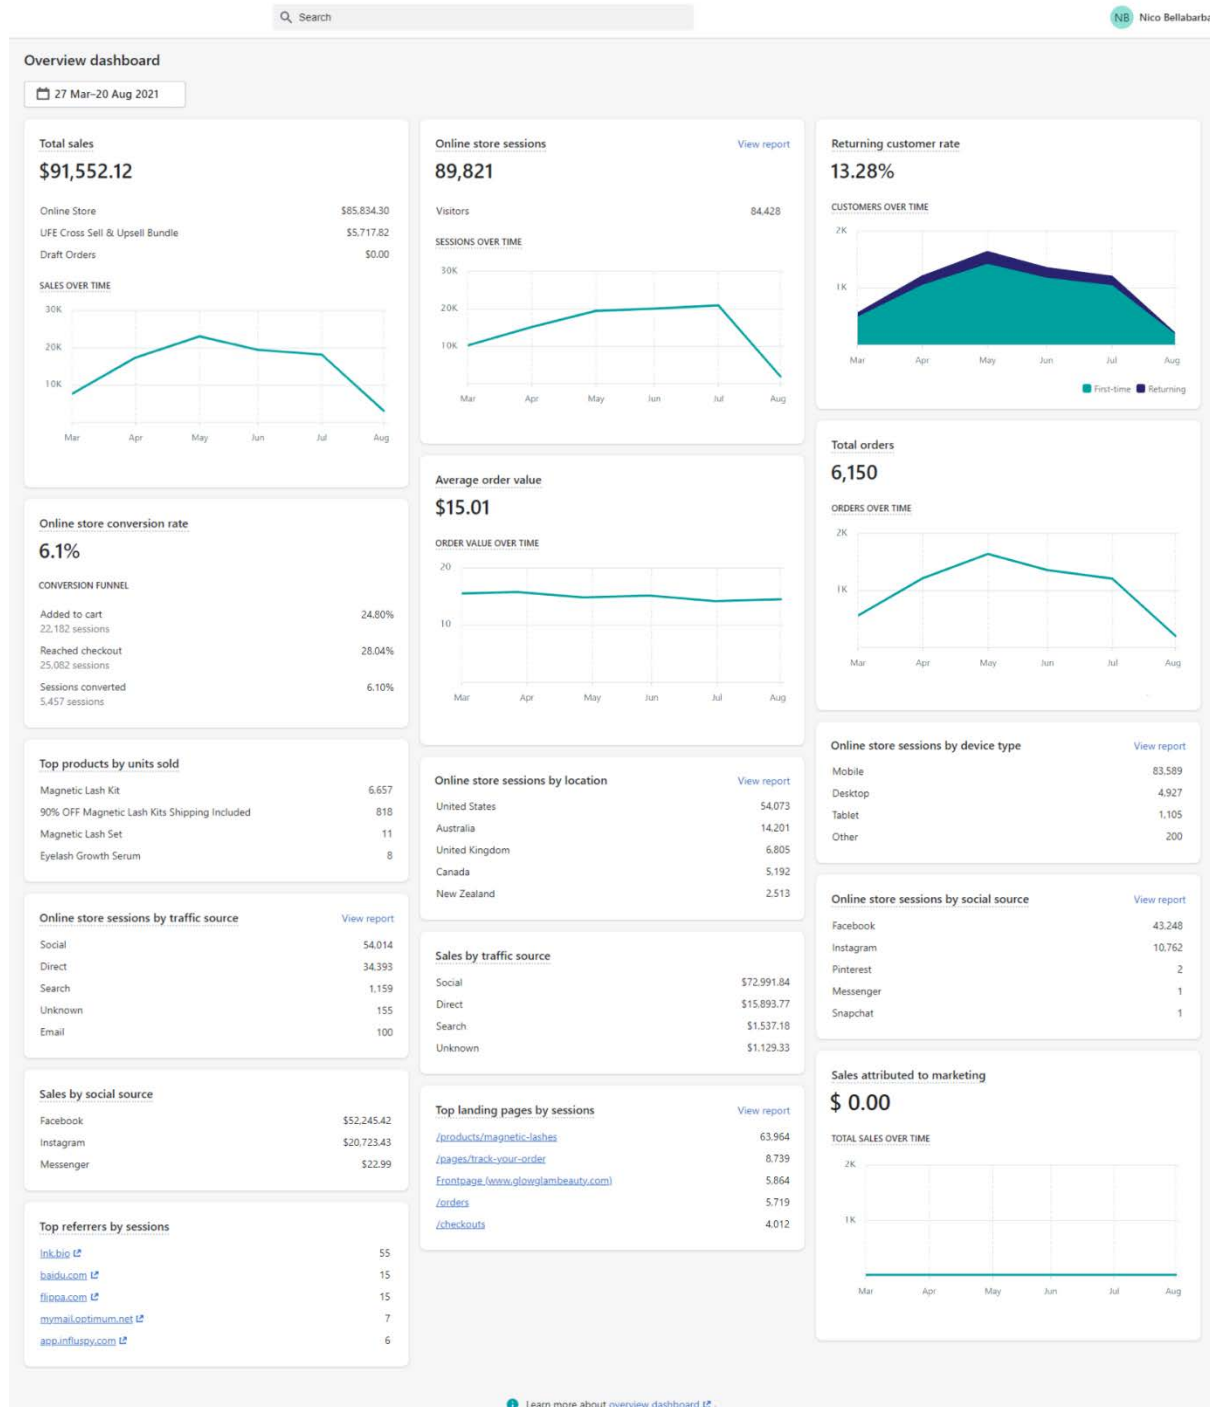 Search
NB Nico Bellabarba
Overview dashboard
27 Mar–20 Aug 2021
Total sales
$91,552.12
Online Store $85,834.30
UFE Cross Sell & Upsell Bundle $5,717.82
Draft Orders $0.00
SALES OVER TIME
30K
20K
10K
Mar Apr May Jun Jul Aug
Online store conversion rate
6.1%
CONVERSION FUNNEL
Added to cart 24.80%
22,182 sessions
Reached checkout 28.04%
25,082 sessions
Sessions converted 6.10%
5,457 sessions
Top products by units sold
Magnetic Lash Kit 6,657
90% OFF Magnetic Lash Kits Shipping Included 818
Magnetic Lash Set 11
Eyelash Growth Serum 8
Online store sessions by traffic source View report
Social 54,014
Direct 34,393
Search 1,159
Unknown 155
Email 100
Sales by social source
Facebook $52,245.42
Instagram $20,723.43
Messenger $22.99
Top referrers by sessions
lnk.bio 55
baidu.com 15
flippa.com 15
mymail.optimum.net 7
app.influspy.com 6
Online store sessions View report
89,821
Visitors 84,428
SESSIONS OVER TIME
30K
20K
10K
Mar Apr May Jun Jul Aug
Average order value
$15.01
ORDER VALUE OVER TIME
20
10
Mar Apr May Jun Jul Aug
Online store sessions by location View report
United States 54,073
Australia 14,201
United Kingdom 6,805
Canada 5,192
New Zealand 2,513
Sales by traffic source
Social $72,991.84
Direct $15,893.77
Search $1,537.18
Unknown $1,129.33
Top landing pages by sessions View report
/products/magnetic-lashes 63,964
/pages/track-your-order 8,739
Frontpage (www.glowglambeauty.com) 5,864
/orders 5,719
/checkouts 4,012
Returning customer rate
13.28%
CUSTOMERS OVER TIME
2K
1K
Mar Apr May Jun Jul Aug
First-time Returning
Total orders
6,150
ORDERS OVER TIME
2K
1K
Mar Apr May Jun Jul Aug
Online store sessions by device type View report
Mobile 83,589
Desktop 4,927
Tablet 1,105
Other 200
Online store sessions by social source View report
Facebook 43,248
Instagram 10,762
Pinterest 2
Messenger 1
Snapchat 1
Sales attributed to marketing
$ 0.00
TOTAL SALES OVER TIME
2K
1K
Mar Apr May Jun Jul Aug
Learn more about overview dashboard .